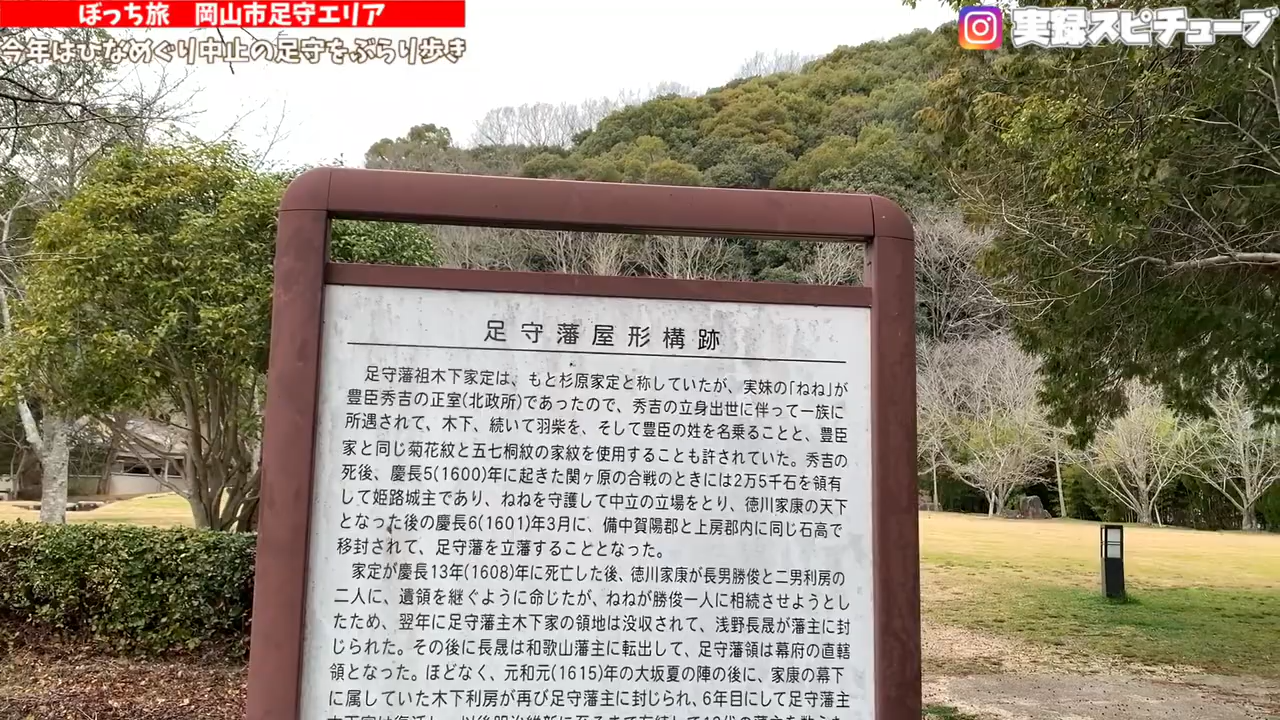 ぼっち旅　岡山市足守エリア
今年はひなめぐり中止の足守をぶらり歩き
実録スピチューブ
足守藩屋形構跡
足守藩祖木下家定は、もと杉原家定と称していたが、実妹の「ねね」が
豊臣秀吉の正室(北政所)であったので、秀吉の立身出世に伴って一族に
所遇されて、木下、続いて羽柴を、そして豊臣の姓を名乗ることと、豊臣
家と同じ菊花紋と五七桐紋の家紋を使用することも許されていた。秀吉の
死後、慶長5(1600)年に起きた関ヶ原の合戦のときには2万5千石を領有
して姫路城主であり、ねねを守護して中立の立場をとり、徳川家康の天下
となった後の慶長6(1601)年3月に、備中賀陽郡と上房郡内に同じ石高で
移封されて、足守藩を立藩することとなった。
家定が慶長13年(1608)年に死亡した後、徳川家康が長男勝俊と二男利房の
二人に、遺領を継ぐように命じたが、ねねが勝俊一人に相続させようとし
たため、翌年に足守藩主木下家の領地は没収されて、浅野長晟が藩主に封
じられた。その後に長晟は和歌山藩主に転出して、足守藩領は幕府の直轄
領となった。ほどなく、元和元(1615)年の大坂夏の陣の後に、家康の幕下
に属していた木下利房が再び足守藩主に封じられ、6年目にして足守藩主